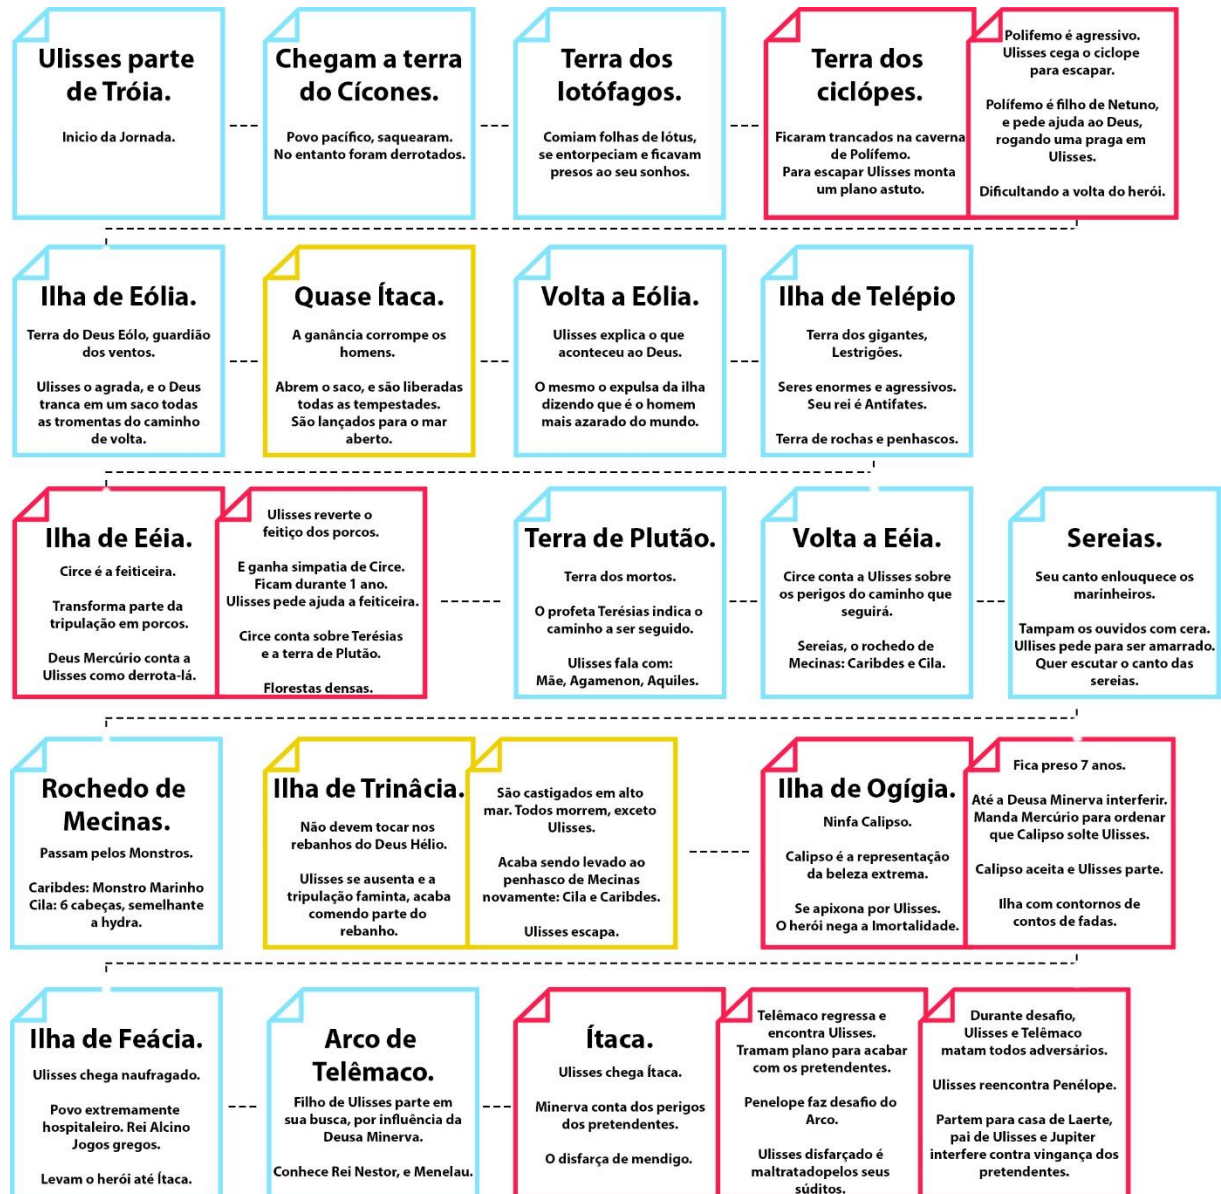 Ulisses parte
de Tróia.
Inicio da Jornada.
Chegam a terra
do Cícones.
Povo pacífico, saquearam.
No entanto foram derrotados.
Terra dos
lotófagos.
Comiam folhas de lótus,
se entorpeciam e ficavam
presos ao seu sonhos.
Terra dos
ciclópes.
Ficaram trancados na caverna
de Polífemo.
Para escapar Ulisses monta
um plano astuto.
Polifemo é agressivo.
Ulisses cega o ciclope
para escapar.
Polífemo é filho de Netuno,
e pede ajuda ao Deus,
rogando uma praga em
Ulisses.
Dificultando a volta do herói.
Ilha de Eólia.
Terra do Deus Eólo, guardião
dos ventos.
Ulisses o agrada, e o Deus
tranca em um saco todas
as tromentas do caminho
de volta.
Quase Ítaca.
A ganância corrompe os
homens.
Abrem o saco, e são liberadas
todas as tempestades.
São lançados para o mar
aberto.
Volta a Eólia.
Ulisses explica o que
aconteceu ao Deus.
O mesmo o expulsa da ilha
dizendo que é o homem
mais azarado do mundo.
Ilha de Telépio
Terra dos gigantes,
Lestrigões.
Seres enormes e agressivos.
Seu rei é Antifates.
Terra de rochas e penhascos.
Ilha de Eéia.
Circe é a feiticeira.
Transforma parte da
tripulação em porcos.
Deus Mercúrio conta a
Ulisses como derrota-lá.
Ulisses reverte o
feitiço dos porcos.
E ganha simpatia de Circe.
Ficam durante 1 ano.
Ulisses pede ajuda a feiticeira.
Circe conta sobre Terésias
e a terra de Plutão.
Florestas densas.
Terra de Plutão.
Terra dos mortos.
O profeta Terésias indica o
caminho a ser seguido.
Ulisses fala com:
Mãe, Agamenon, Aquiles.
Volta a Eéia.
Circe conta a Ulisses sobre
os perigos do caminho que
seguirá.
Sereias, o rochedo de
Mecinas: Caribdes e Cila.
Sereias.
Seu canto enlouquece os
marinheiros.
Tampam os ouvidos com cera.
Ullises pede para ser amarrado.
Quer escutar o canto das
sereias.
Rochedo de
Mecinas.
Passam pelos Monstros.
Caribdes: Monstro Marinho
Cila: 6 cabeças, semelhante
a hydra.
Ilha de Trinâcia.
Não devem tocar nos
rebanhos do Deus Hélio.
Ulisses se ausenta e a
tripulação faminta, acaba
comendo parte do
rebanho.
São castigados em alto
mar. Todos morrem, exceto
Ulisses.
Acaba sendo levado ao
penhasco de Mecinas
novamente: Cila e Caribdes.
Ulisses escapa.
Ilha de Ogígia.
Ninfa Calipso.
Calipso é a representação
da beleza extrema.
Se apixona por Ulisses.
O herói nega a Imortalidade.
Fica preso 7 anos.
Até a Deusa Minerva interferir.
Manda Mercúrio para ordenar
que Calipso solte Ulisses.
Calipso aceita e Ulisses parte.
Ilha com contornos de
contos de fadas.
Ilha de Feácia.
Ulisses chega naufragado.
Povo extremamente
hospitaleiro. Rei Alcino
Jogos gregos.
Levam o herói até Ítaca.
Arco de
Telêmaco.
Filho de Ulisses parte em
sua busca, por influência da
Deusa Minerva.
Conhece Rei Nestor, e Menelau.
Ítaca.
Ulisses chega Ítaca.
Minerva conta dos perigos
dos pretendentes.
O disfarça de mendigo.
Telêmaco regressa e
encontra Ulisses.
Tramam plano para acabar
com os pretendentes.
Penelope faz desafio do
Arco.
Ulisses disfarçado é
maltratadopelos seus
súditos.
Durante desafio,
Ulisses e Telêmaco
matam todos adversários.
Ulisses reencontra Penélope.
Partem para casa de Laerte,
pai de Ulisses e Jupiter
interfere contra vingança dos
pretendentes.